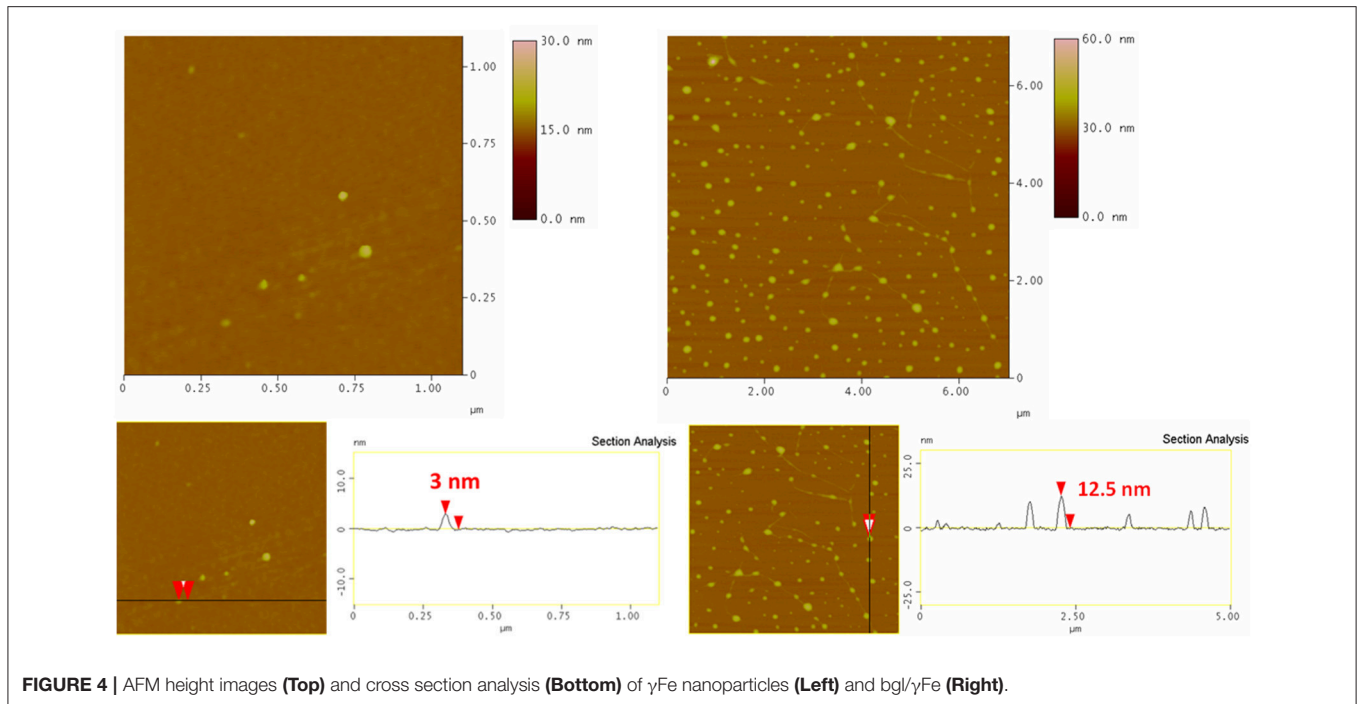 30.0 nm
15.0 nm
0.0 nm
1.00
0.75
0.50
0.25
0
0 0.25 0.50 0.75 1.00
μm
60.0 nm
30.0 nm
0.0 nm
6.00
4.00
2.00
0
0 2.00 4.00 6.00
μm
nm Section Analysis
3 nm
10.0
0
-10.0
0 0.25 0.50 0.75 1.00
μm
nm Section Analysis
12.5 nm
25.0
0
-25.0
0 2.50 5.00
μm
FIGURE 4 | AFM height images (Top) and cross section analysis (Bottom) of γFe nanoparticles (Left) and bgl/γFe (Right).